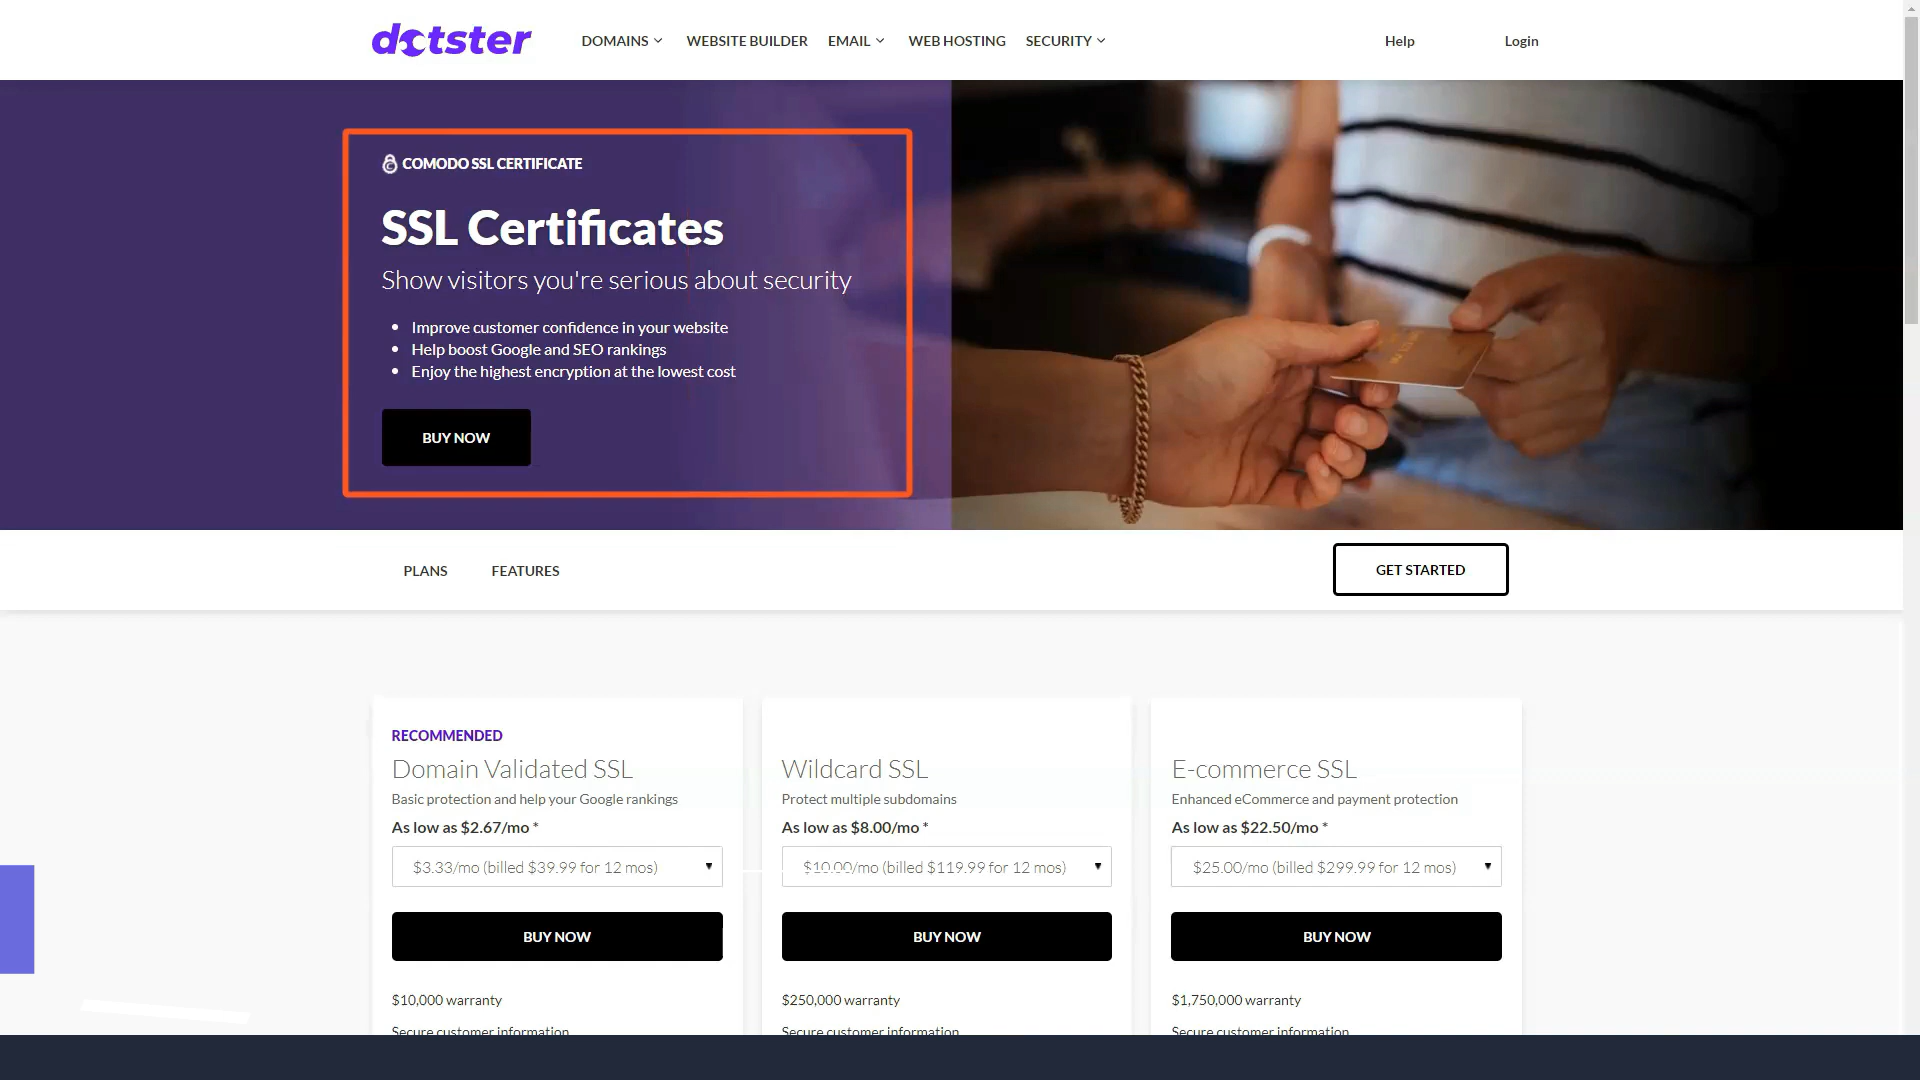 dotster
DOMAINS
WEBSITE BUILDER
EMAIL
WEB HOSTING
SECURITY
Help
Login
COMODO SSL CERTIFICATE
SSL Certificates
Show visitors you're serious about security
• Improve customer confidence in your website
• Help boost Google and SEO rankings
• Enjoy the highest encryption at the lowest cost
BUY NOW
PLANS
FEATURES
GET STARTED
RECOMMENDED
Domain Validated SSL
Basic protection and help your Google rankings
As low as $2.67/mo *
$3.33/mo (billed $39.99 for 12 mos)
BUY NOW
$10,000 warranty
Secure customer information
Wildcard SSL
Protect multiple subdomains
As low as $8.00/mo *
$10.00/mo (billed $119.99 for 12 mos)
BUY NOW
$250,000 warranty
Secure customer information
E-commerce SSL
Enhanced eCommerce and payment protection
As low as $22.50/mo *
$25.00/mo (billed $299.99 for 12 mos)
BUY NOW
$1,750,000 warranty
Secure customer information